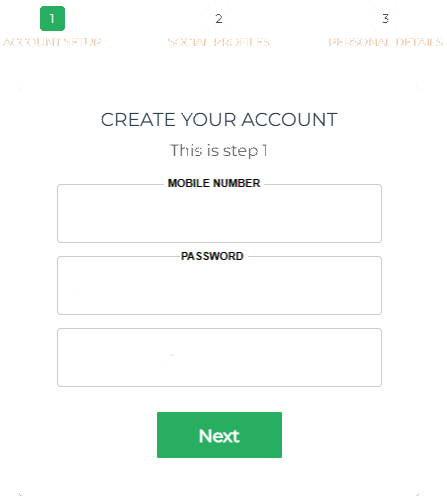 1
2
3
ACCOUNT SETUP
SOCIAL PROFILES
PERSONAL DETAILS
CREATE YOUR ACCOUNT
This is step 1
MOBILE NUMBER
PASSWORD
Next